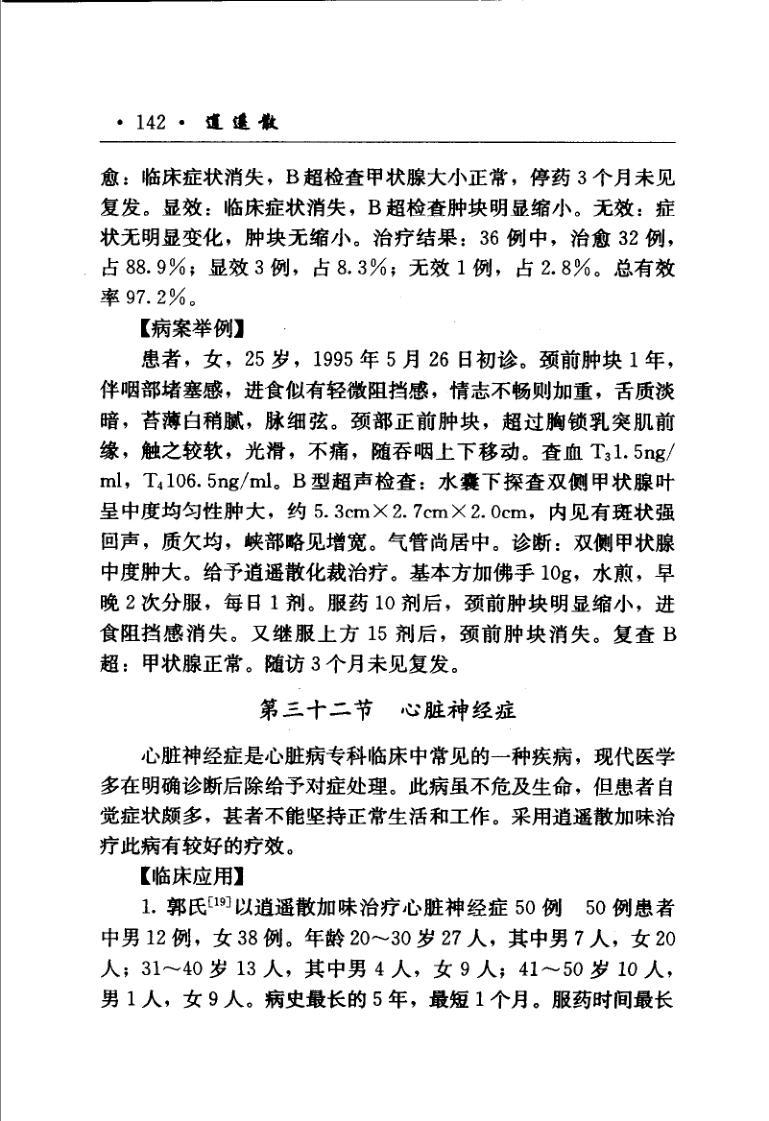 ·142· 逍遥散
愈：临床症状消失，B超检查甲状腺大小正常，停药3个月未见
复发。显效：临床症状消失，B超检查肿块明显缩小。无效：症
状无明显变化，肿块无缩小。治疗结果：36例中，治愈32例，
占88.9%；显效3例，占8.3%；无效1例，占2.8%。总有效
率97.2%。
【病案举例】
患者，女，25岁，1995年5月26日初诊。颈前肿块1年，
伴咽部堵塞感，进食似有轻微阻挡感，情志不畅则加重，舌质淡
暗，苔薄白稍腻，脉细弦。颈部正前肿块，超过胸锁乳突肌前
缘，触之较软，光滑，不痛，随吞咽上下移动。查血T₃1.5ng/
ml，T₄106.5ng/ml。B型超声检查：水囊下探查双侧甲状腺叶
呈中度均匀性肿大，约5.3cm×2.7cm×2.0cm，内见有斑状强
回声，质欠均，峡部略见增宽。气管尚居中。诊断：双侧甲状腺
中度肿大。给予逍遥散化裁治疗。基本方加佛手10g，水煎，早
晚2次分服，每日1剂。服药10剂后，颈前肿块明显缩小，进
食阻挡感消失。又继服上方15剂后，颈前肿块消失。复查B
超：甲状腺正常。随访3个月未见复发。
第三十二节　心脏神经症
心脏神经症是心脏病专科临床中常见的一种疾病，现代医学
多在明确诊断后除给予对症处理。此病虽不危及生命，但患者自
觉症状颇多，甚者不能坚持正常生活和工作。采用逍遥散加味治
疗此病有较好的疗效。
【临床应用】
1. 郭氏[19]以逍遥散加味治疗心脏神经症50例　50例患者
中男12例，女38例。年龄20～30岁27人，其中男7人，女20
人；31～40岁13人，其中男4人，女9人；41～50岁10人，
男1人，女9人。病史最长的5年，最短1个月。服药时间最长